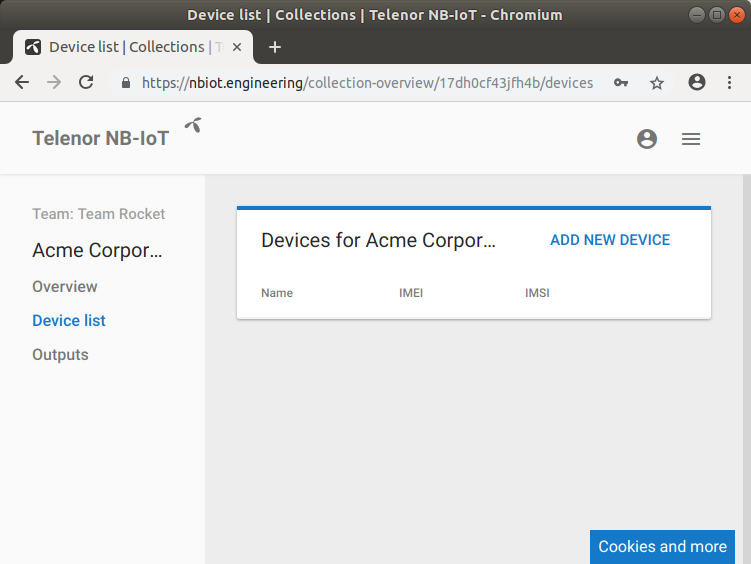 Device list | Collections | Telenor NB-IoT - Chromium
Device list | Collections | T
https://nbiot.engineering/collection-overview/17dh0cf43jfh4b/devices
Telenor NB-IoT
Team: Team Rocket
Acme Corpor...
Overview
Device list
Outputs
Devices for Acme Corpor...
ADD NEW DEVICE
Name IMEI IMSI
Cookies and more